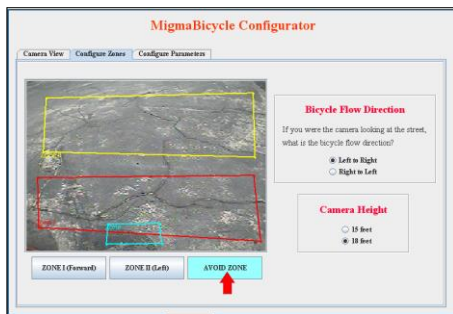 MigmaBicycle Configurator
Camera View
Configure Zones
Configure Parameters
Bicycle Flow Direction
If you were the camera looking at the street,
what is the bicycle flow direction?
Left to Right
Right to Left
Camera Height
15 feet
18 feet
ZONE I (Forward)
ZONE II (Left)
AVOID ZONE